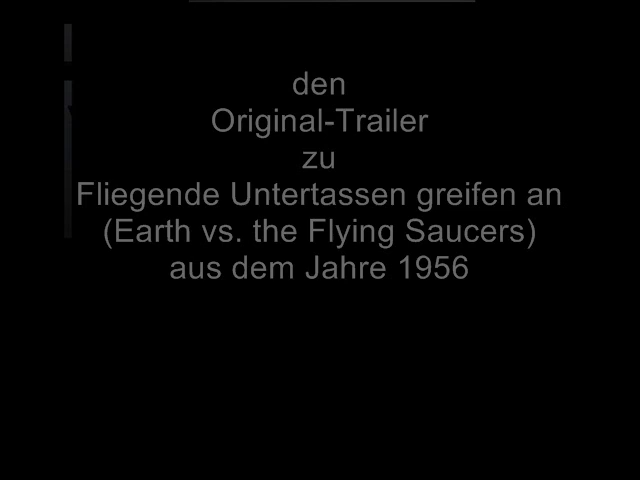 den
Original-Trailer
zu
Fliegende Untertassen greifen an
(Earth vs. the Flying Saucers)
aus dem Jahre 1956